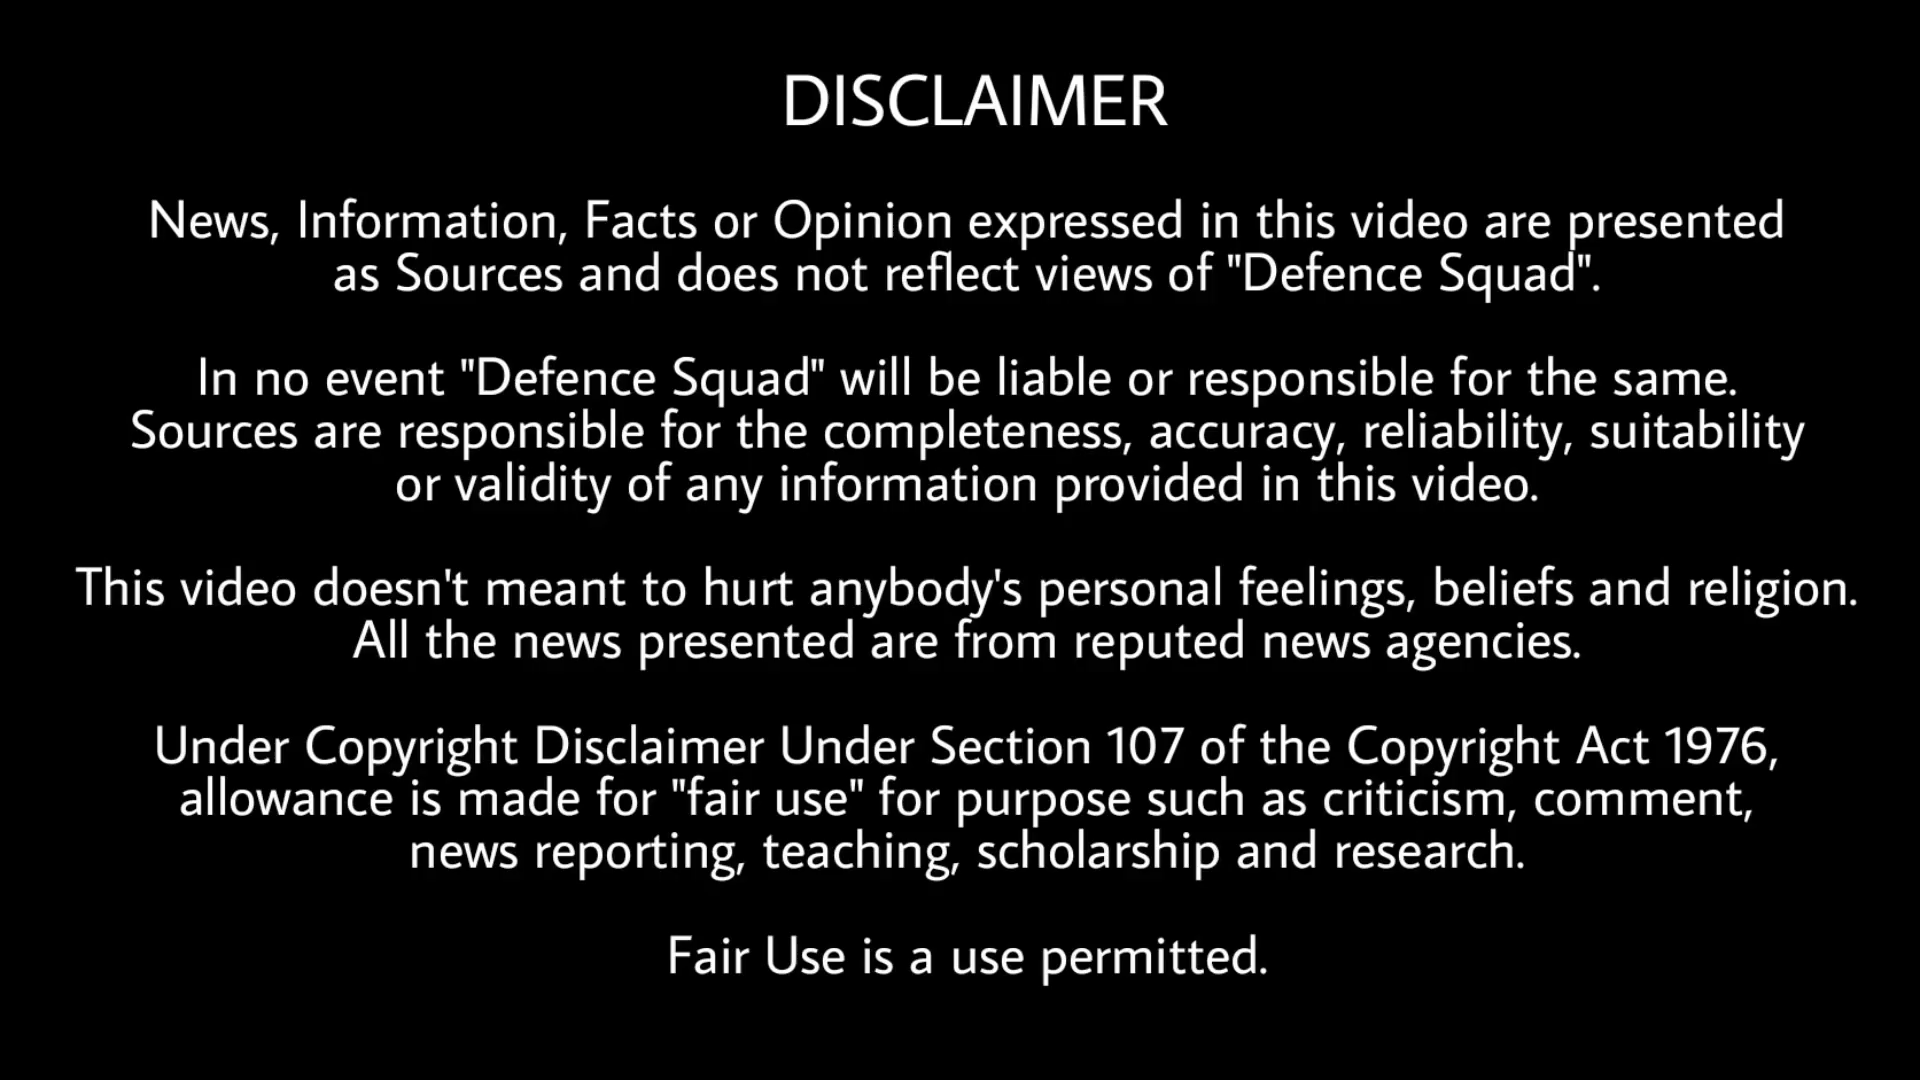 DISCLAIMER
News, Information, Facts or Opinion expressed in this video are presented
as Sources and does not reflect views of "Defence Squad".
In no event "Defence Squad" will be liable or responsible for the same.
Sources are responsible for the completeness, accuracy, reliability, suitability
or validity of any information provided in this video.
This video doesn't meant to hurt anybody's personal feelings, beliefs and religion.
All the news presented are from reputed news agencies.
Under Copyright Disclaimer Under Section 107 of the Copyright Act 1976,
allowance is made for "fair use" for purpose such as criticism, comment,
news reporting, teaching, scholarship and research.
Fair Use is a use permitted.